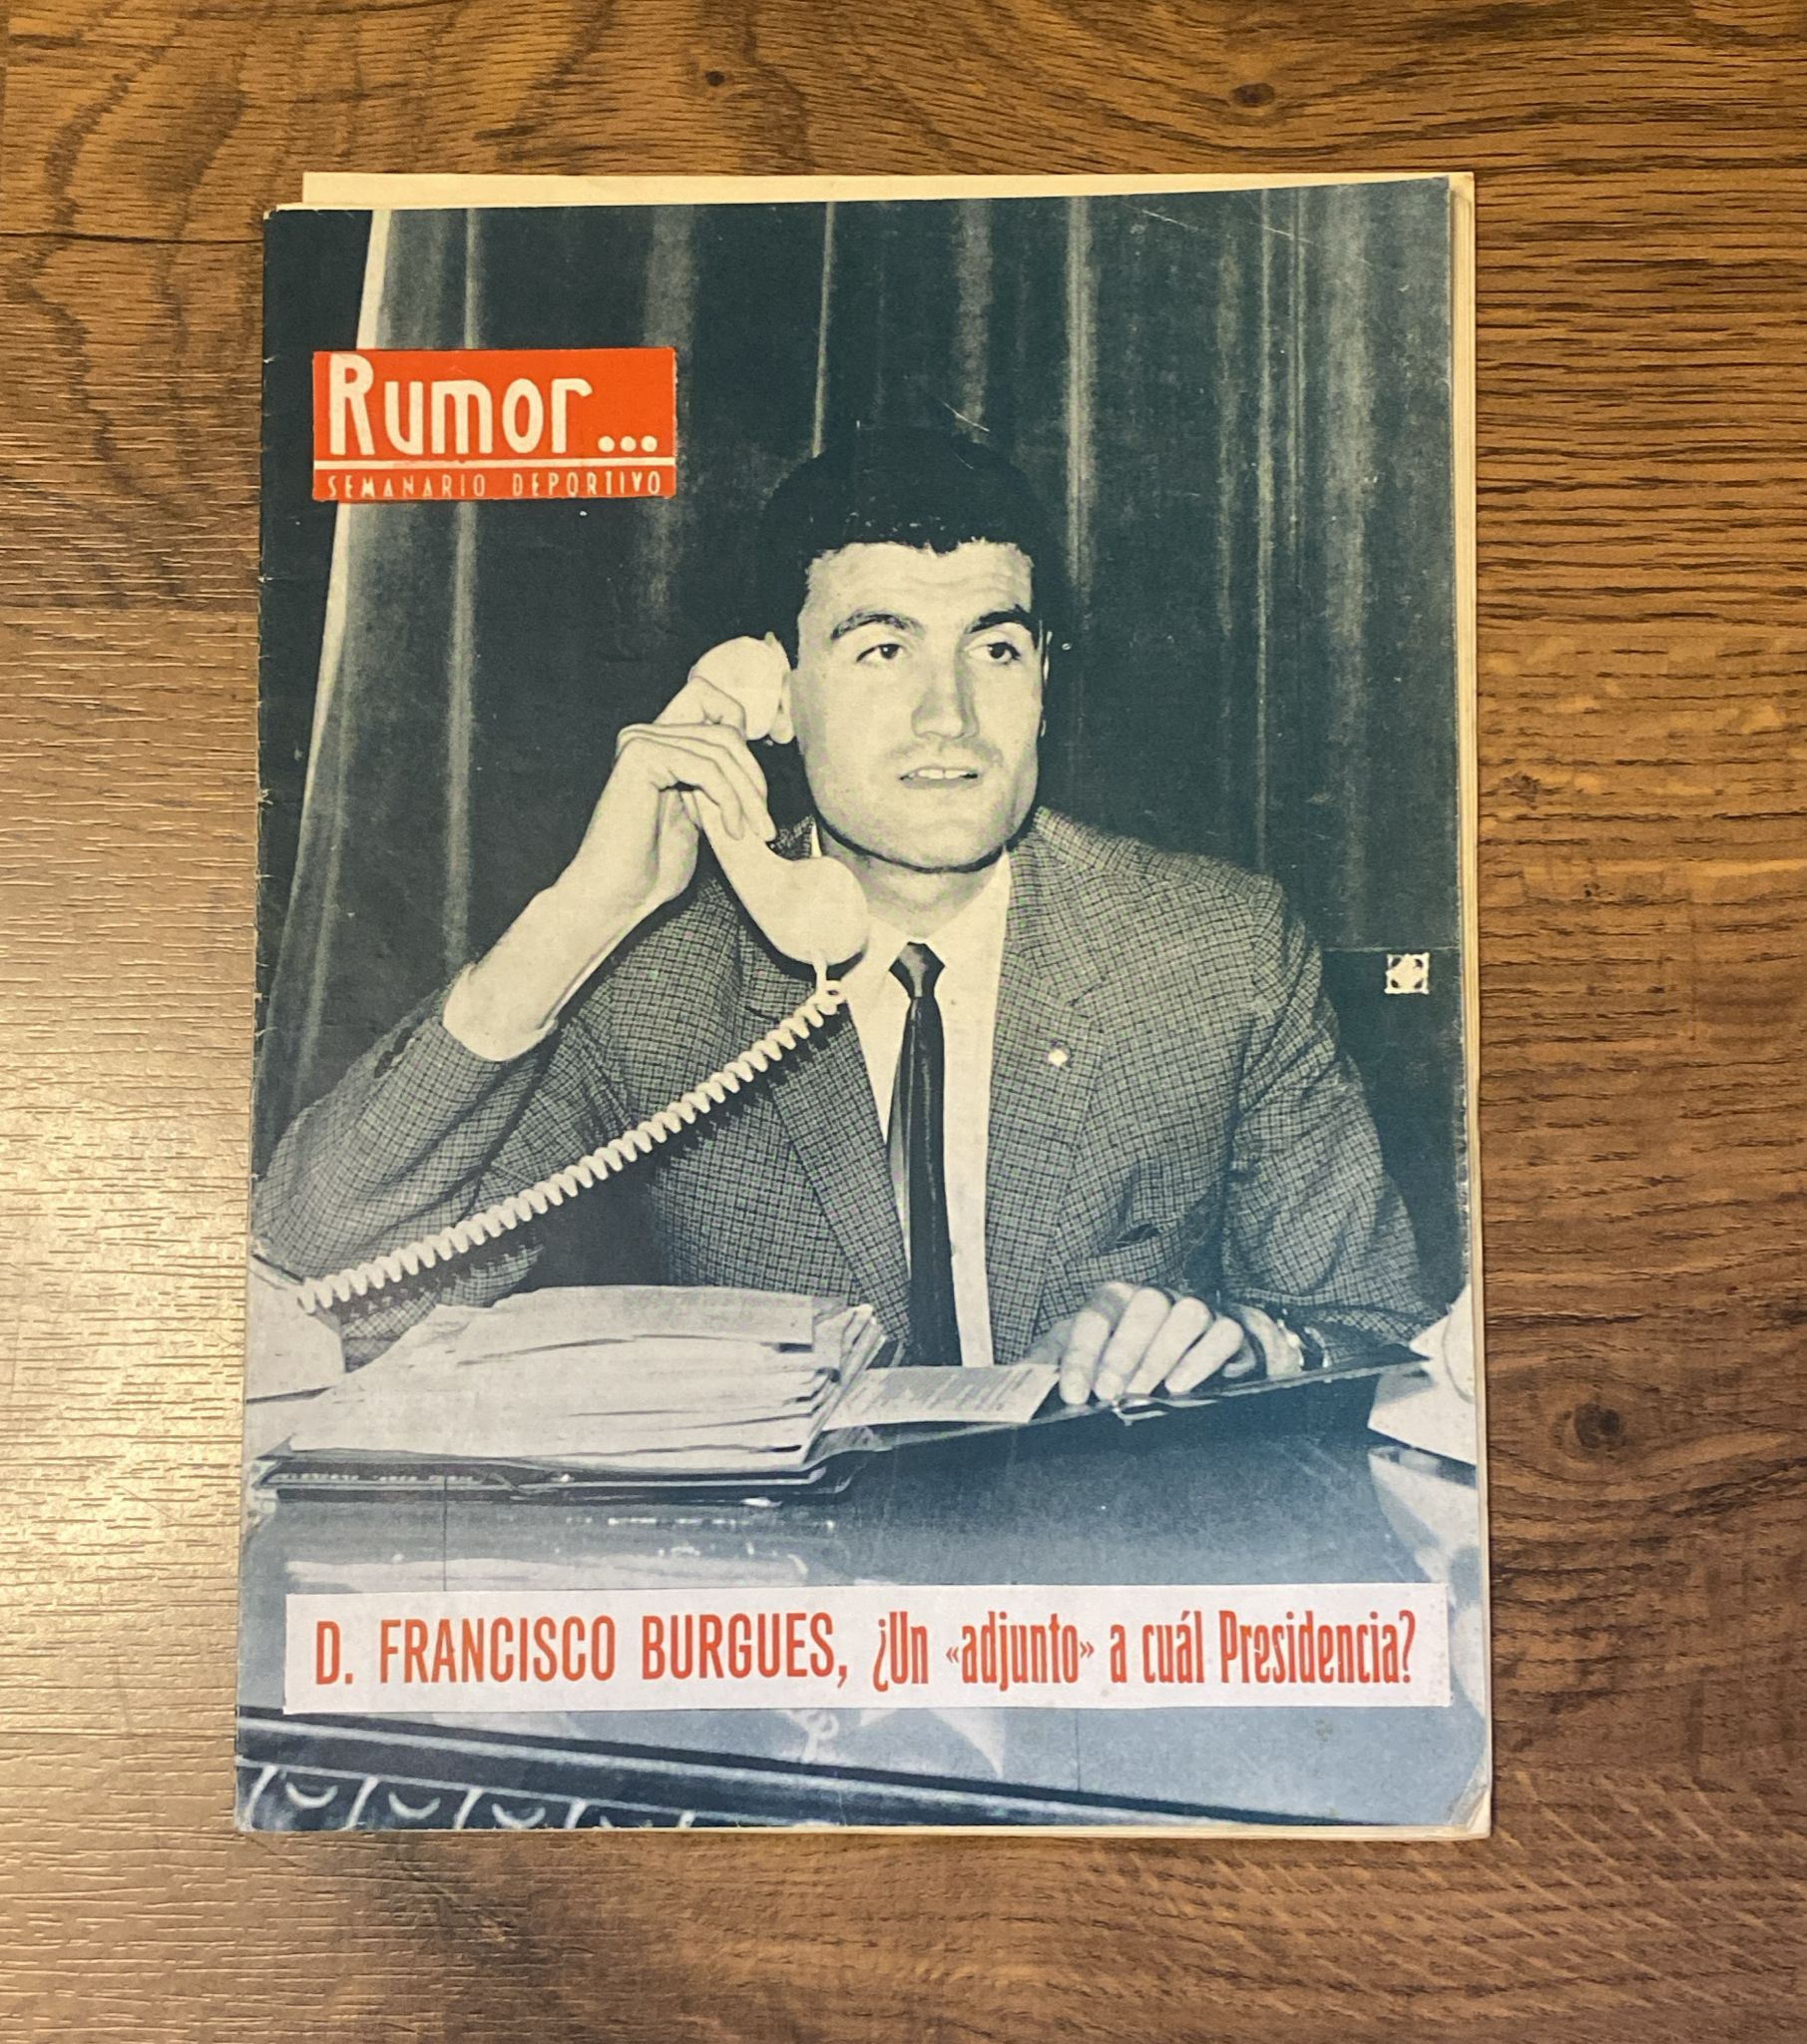 Rumor...
SEMANARIO DEPORTIVO
D. FRANCISCO BURGUES, ¿Un «adjunto» a cuál Presidencia?